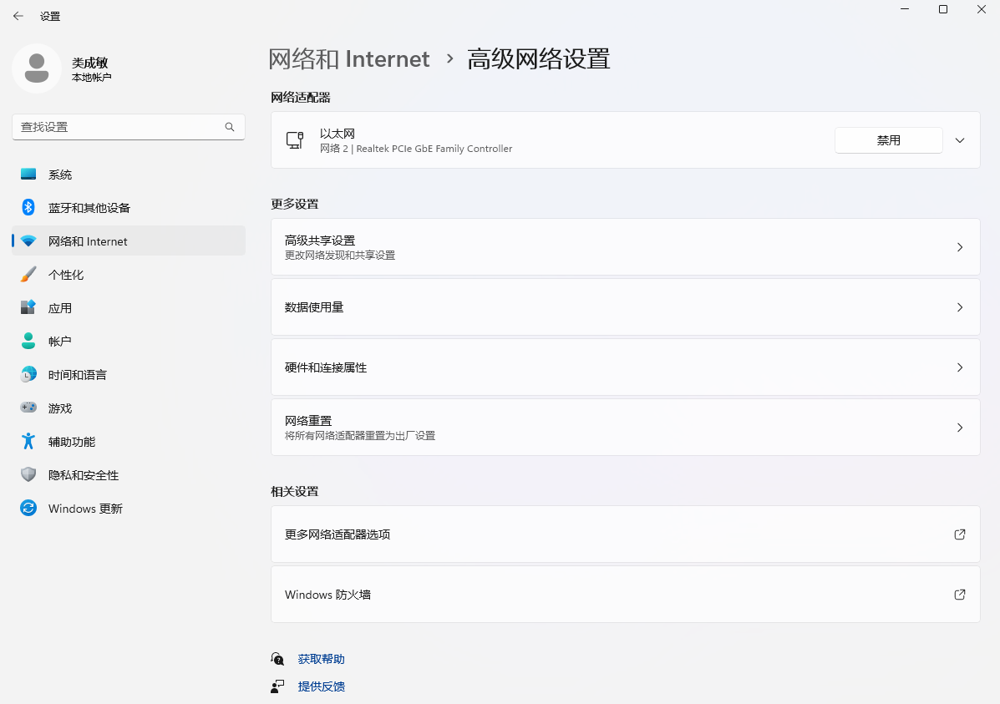 设置
类成敏
本地帐户
查找设置
系统
蓝牙和其他设备
网络和 Internet
个性化
应用
帐户
时间和语言
游戏
辅助功能
隐私和安全性
Windows 更新
网络和 Internet › 高级网络设置
网络适配器
以太网
网络 2 | Realtek PCIe GbE Family Controller
禁用
更多设置
高级共享设置
更改网络发现和共享设置
数据使用量
硬件和连接属性
网络重置
将所有网络适配器重置为出厂设置
相关设置
更多网络适配器选项
Windows 防火墙
获取帮助
提供反馈